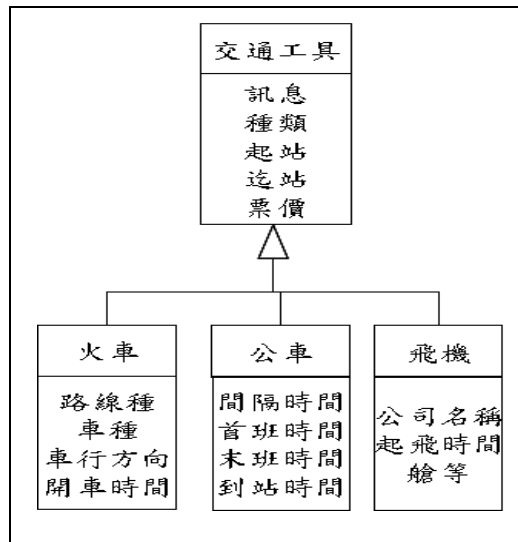 交通工具
訊息
種類
起站
迄站
票價
火車
路線種
車種
車行方向
開車時間
公車
間隔時間
首班時間
末班時間
到站時間
飛機
公司名稱
起飛時間
艙等